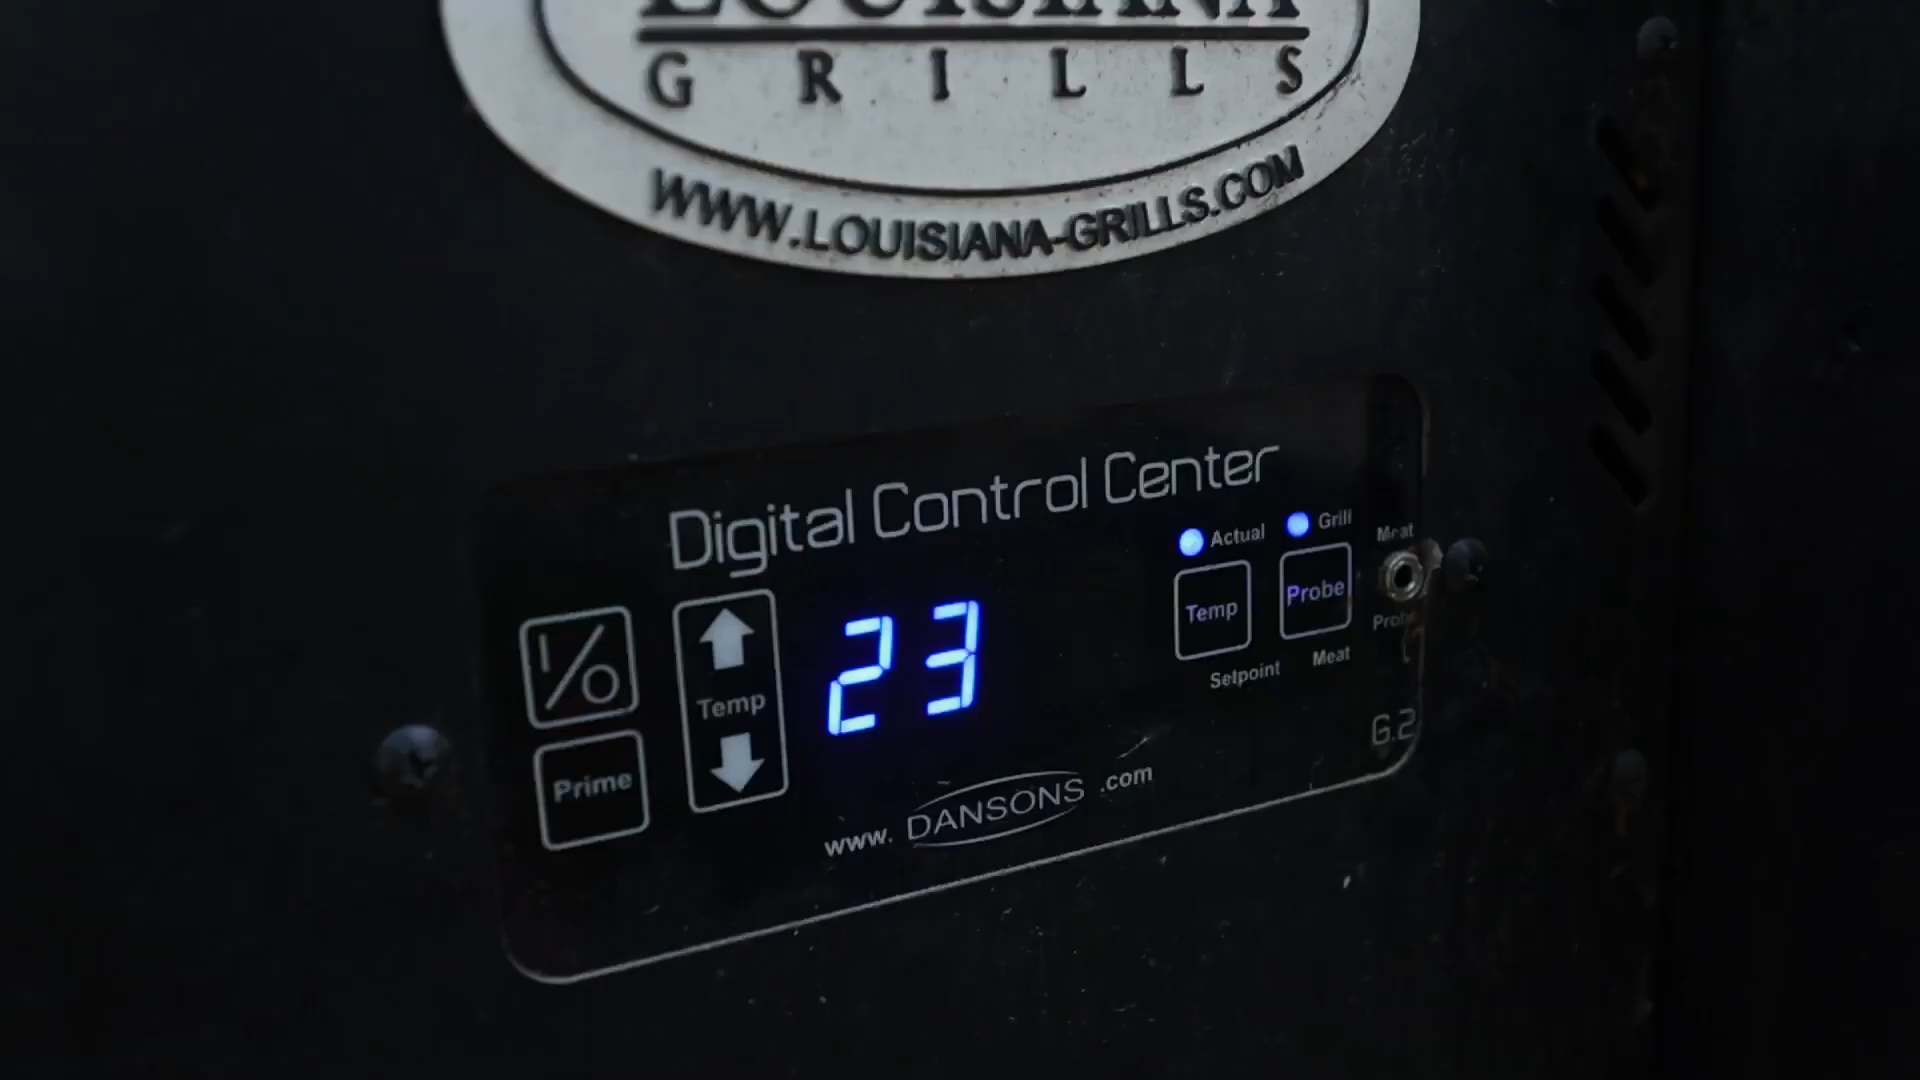 LOUISIANA
GRILLS
WWW.LOUISIANA-GRILLS.COM
Digital Control Center
Actual
Grill
Meat
I/O
Temp
23
Temp
Probe
Probe
Setpoint
Meat
Prime
G.2
www.DANSONS.com